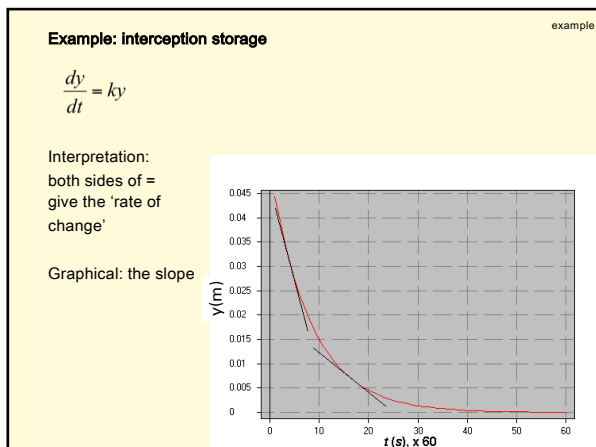 example
Example: interception storage
dy/dt = ky
Interpretation:
both sides of =
give the ‘rate of
change’
Graphical: the slope
y(m)
0.045
0.04
0.035
0.03
0.025
0.02
0.015
0.01
0.005
0
0 10 20 30 40 50 60
t (s), x 60